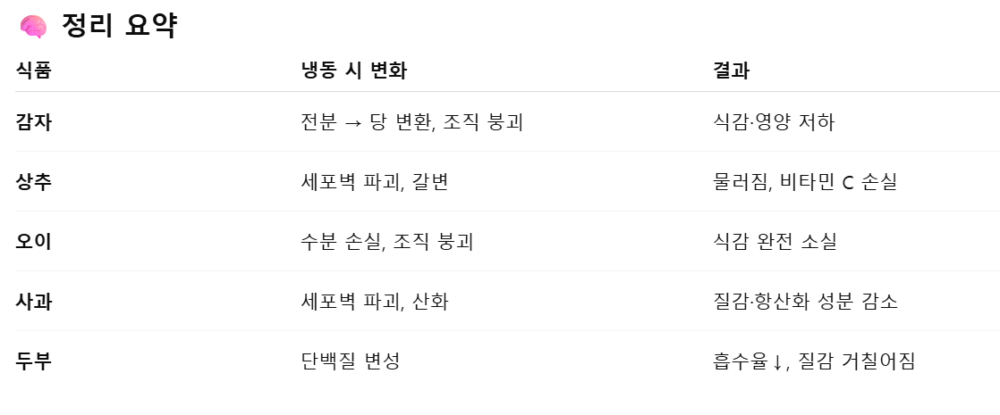 🧠 정리 요약
식품 냉동 시 변화 결과
감자 전분 → 당 변환, 조직 붕괴 식감·영양 저하
상추 세포벽 파괴, 갈변 물러짐, 비타민 C 손실
오이 수분 손실, 조직 붕괴 식감 완전 소실
사과 세포벽 파괴, 산화 질감·항산화 성분 감소
두부 단백질 변성 흡수율↓, 질감 거칠어짐